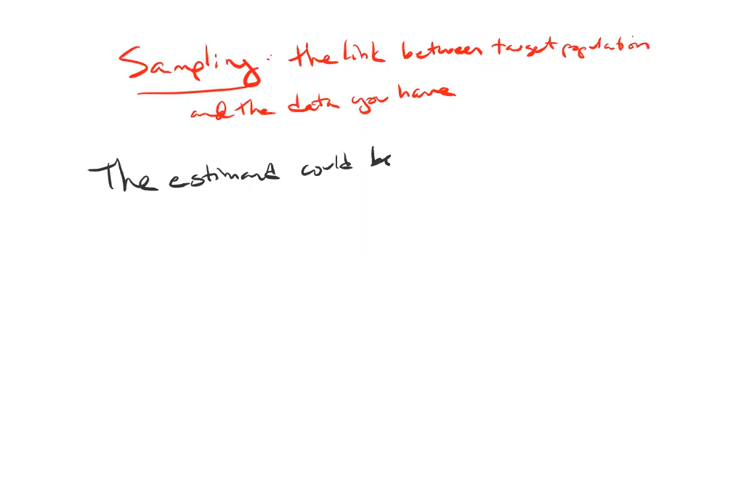 Sampling: the link between target population
and the data you have
The estimand could be